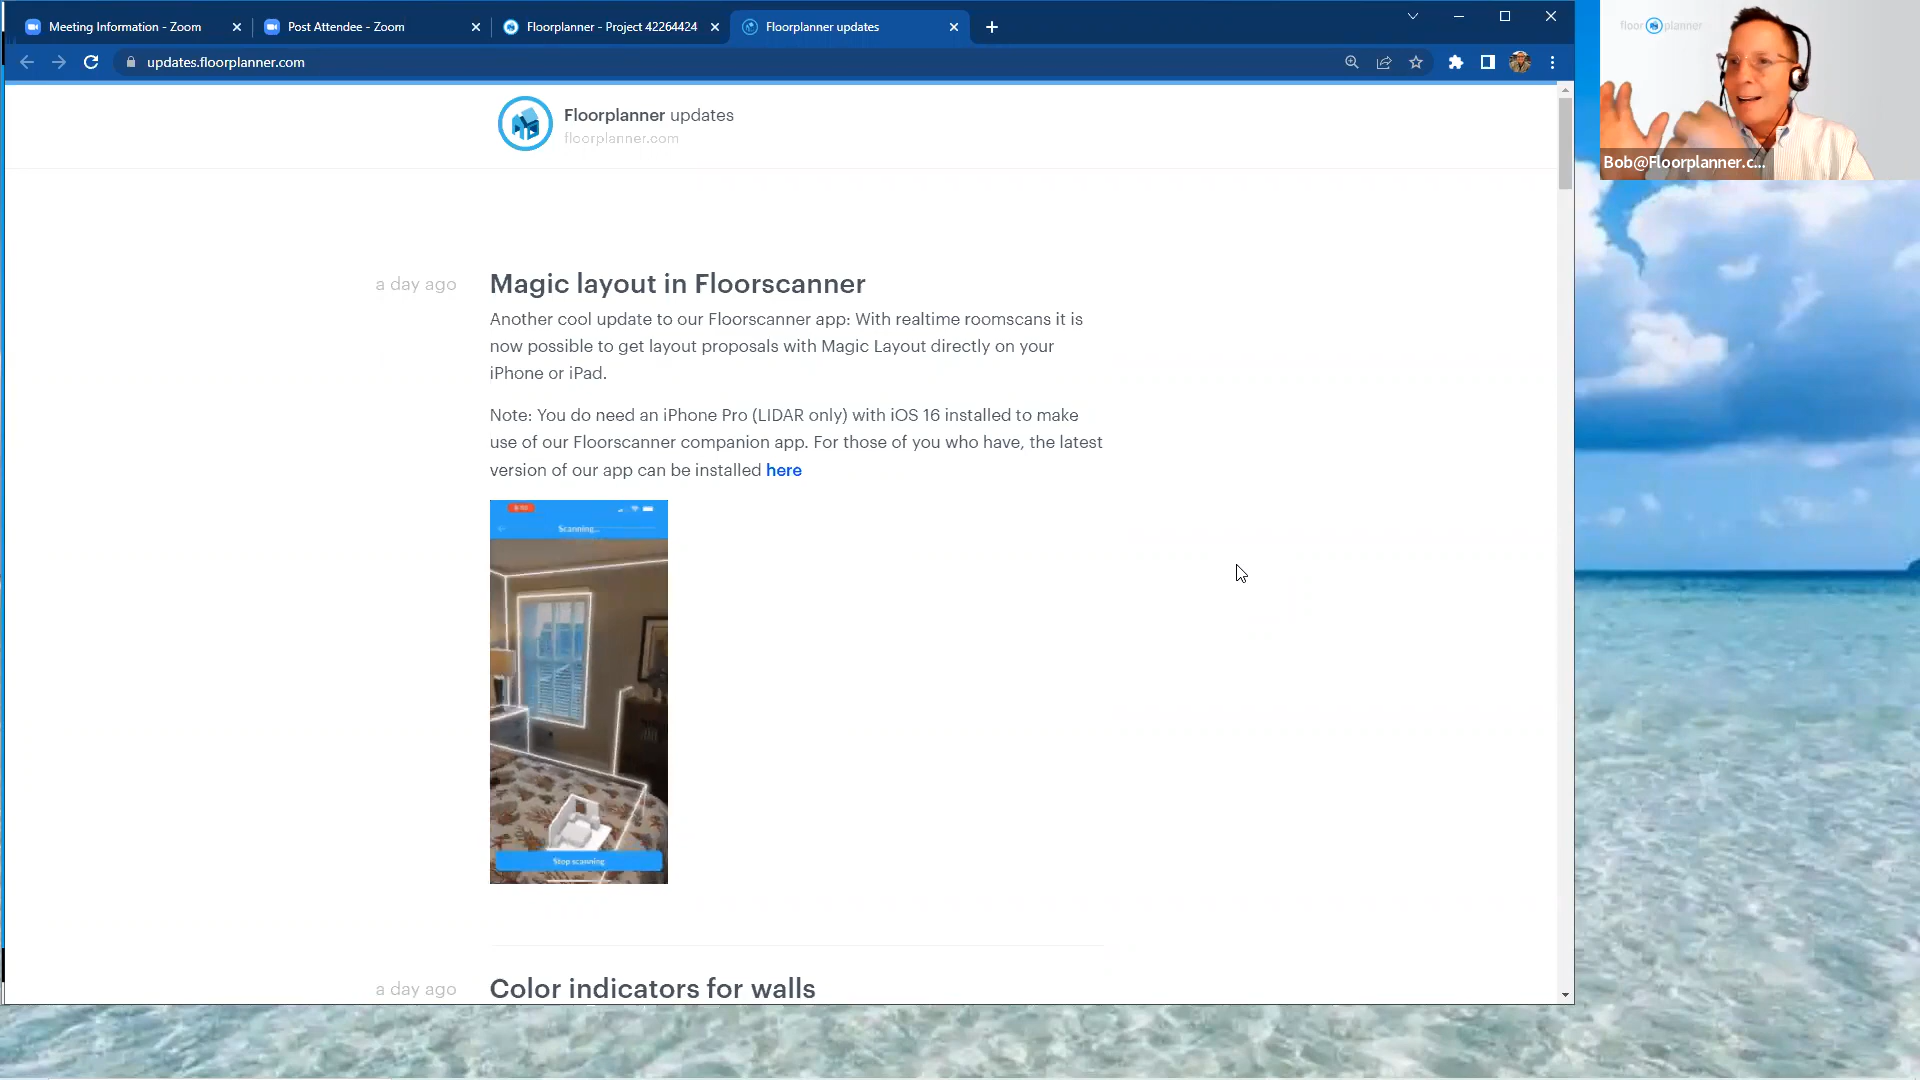 Meeting Information - Zoom
Post Attendee - Zoom
Floorplanner - Project 42264424
Floorplanner updates
updates.floorplanner.com
floor planner
Bob@Floorplanner.c...
Floorplanner updates
floorplanner.com
a day ago
Magic layout in Floorscanner
Another cool update to our Floorscanner app: With realtime roomscans it is
now possible to get layout proposals with Magic Layout directly on your
iPhone or iPad.
Note: You do need an iPhone Pro (LIDAR only) with iOS 16 installed to make
use of our Floorscanner companion app. For those of you who have, the latest
version of our app can be installed here
Scanning...
Stop scanning
a day ago
Color indicators for walls